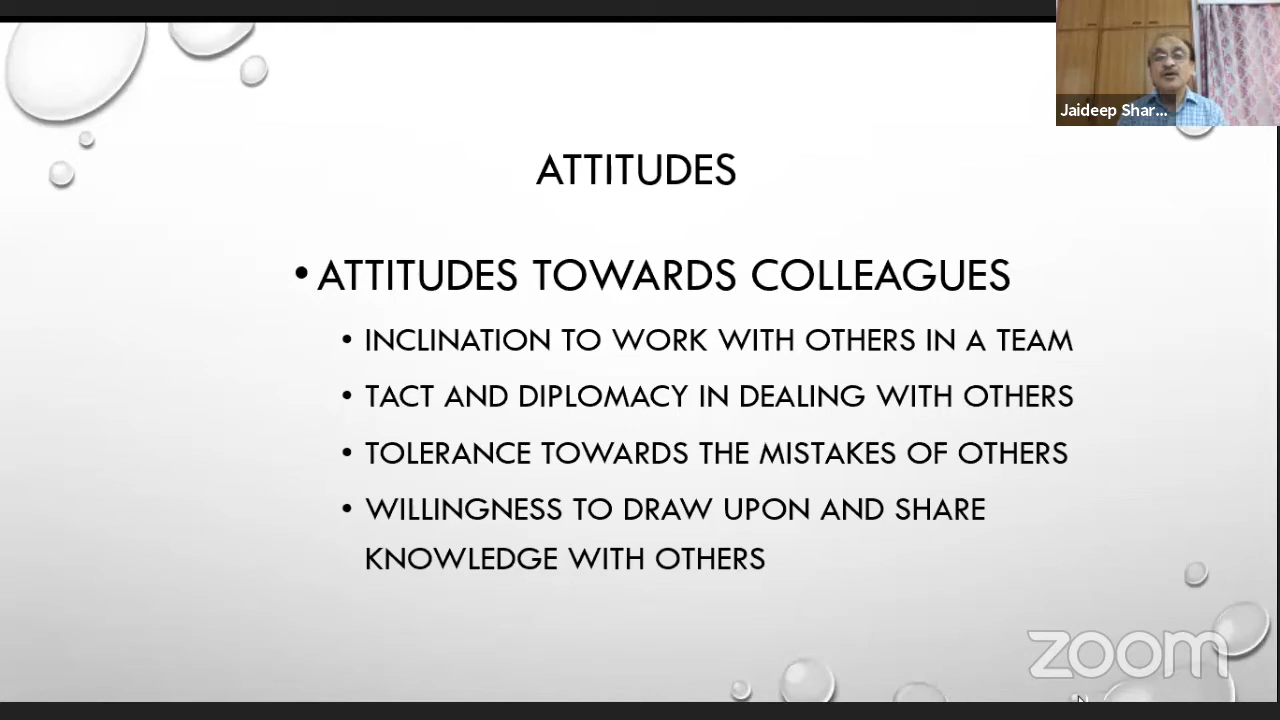 Jaideep Shar...
ATTITUDES
• ATTITUDES TOWARDS COLLEAGUES
• INCLINATION TO WORK WITH OTHERS IN A TEAM
• TACT AND DIPLOMACY IN DEALING WITH OTHERS
• TOLERANCE TOWARDS THE MISTAKES OF OTHERS
• WILLINGNESS TO DRAW UPON AND SHARE
KNOWLEDGE WITH OTHERS
zoom